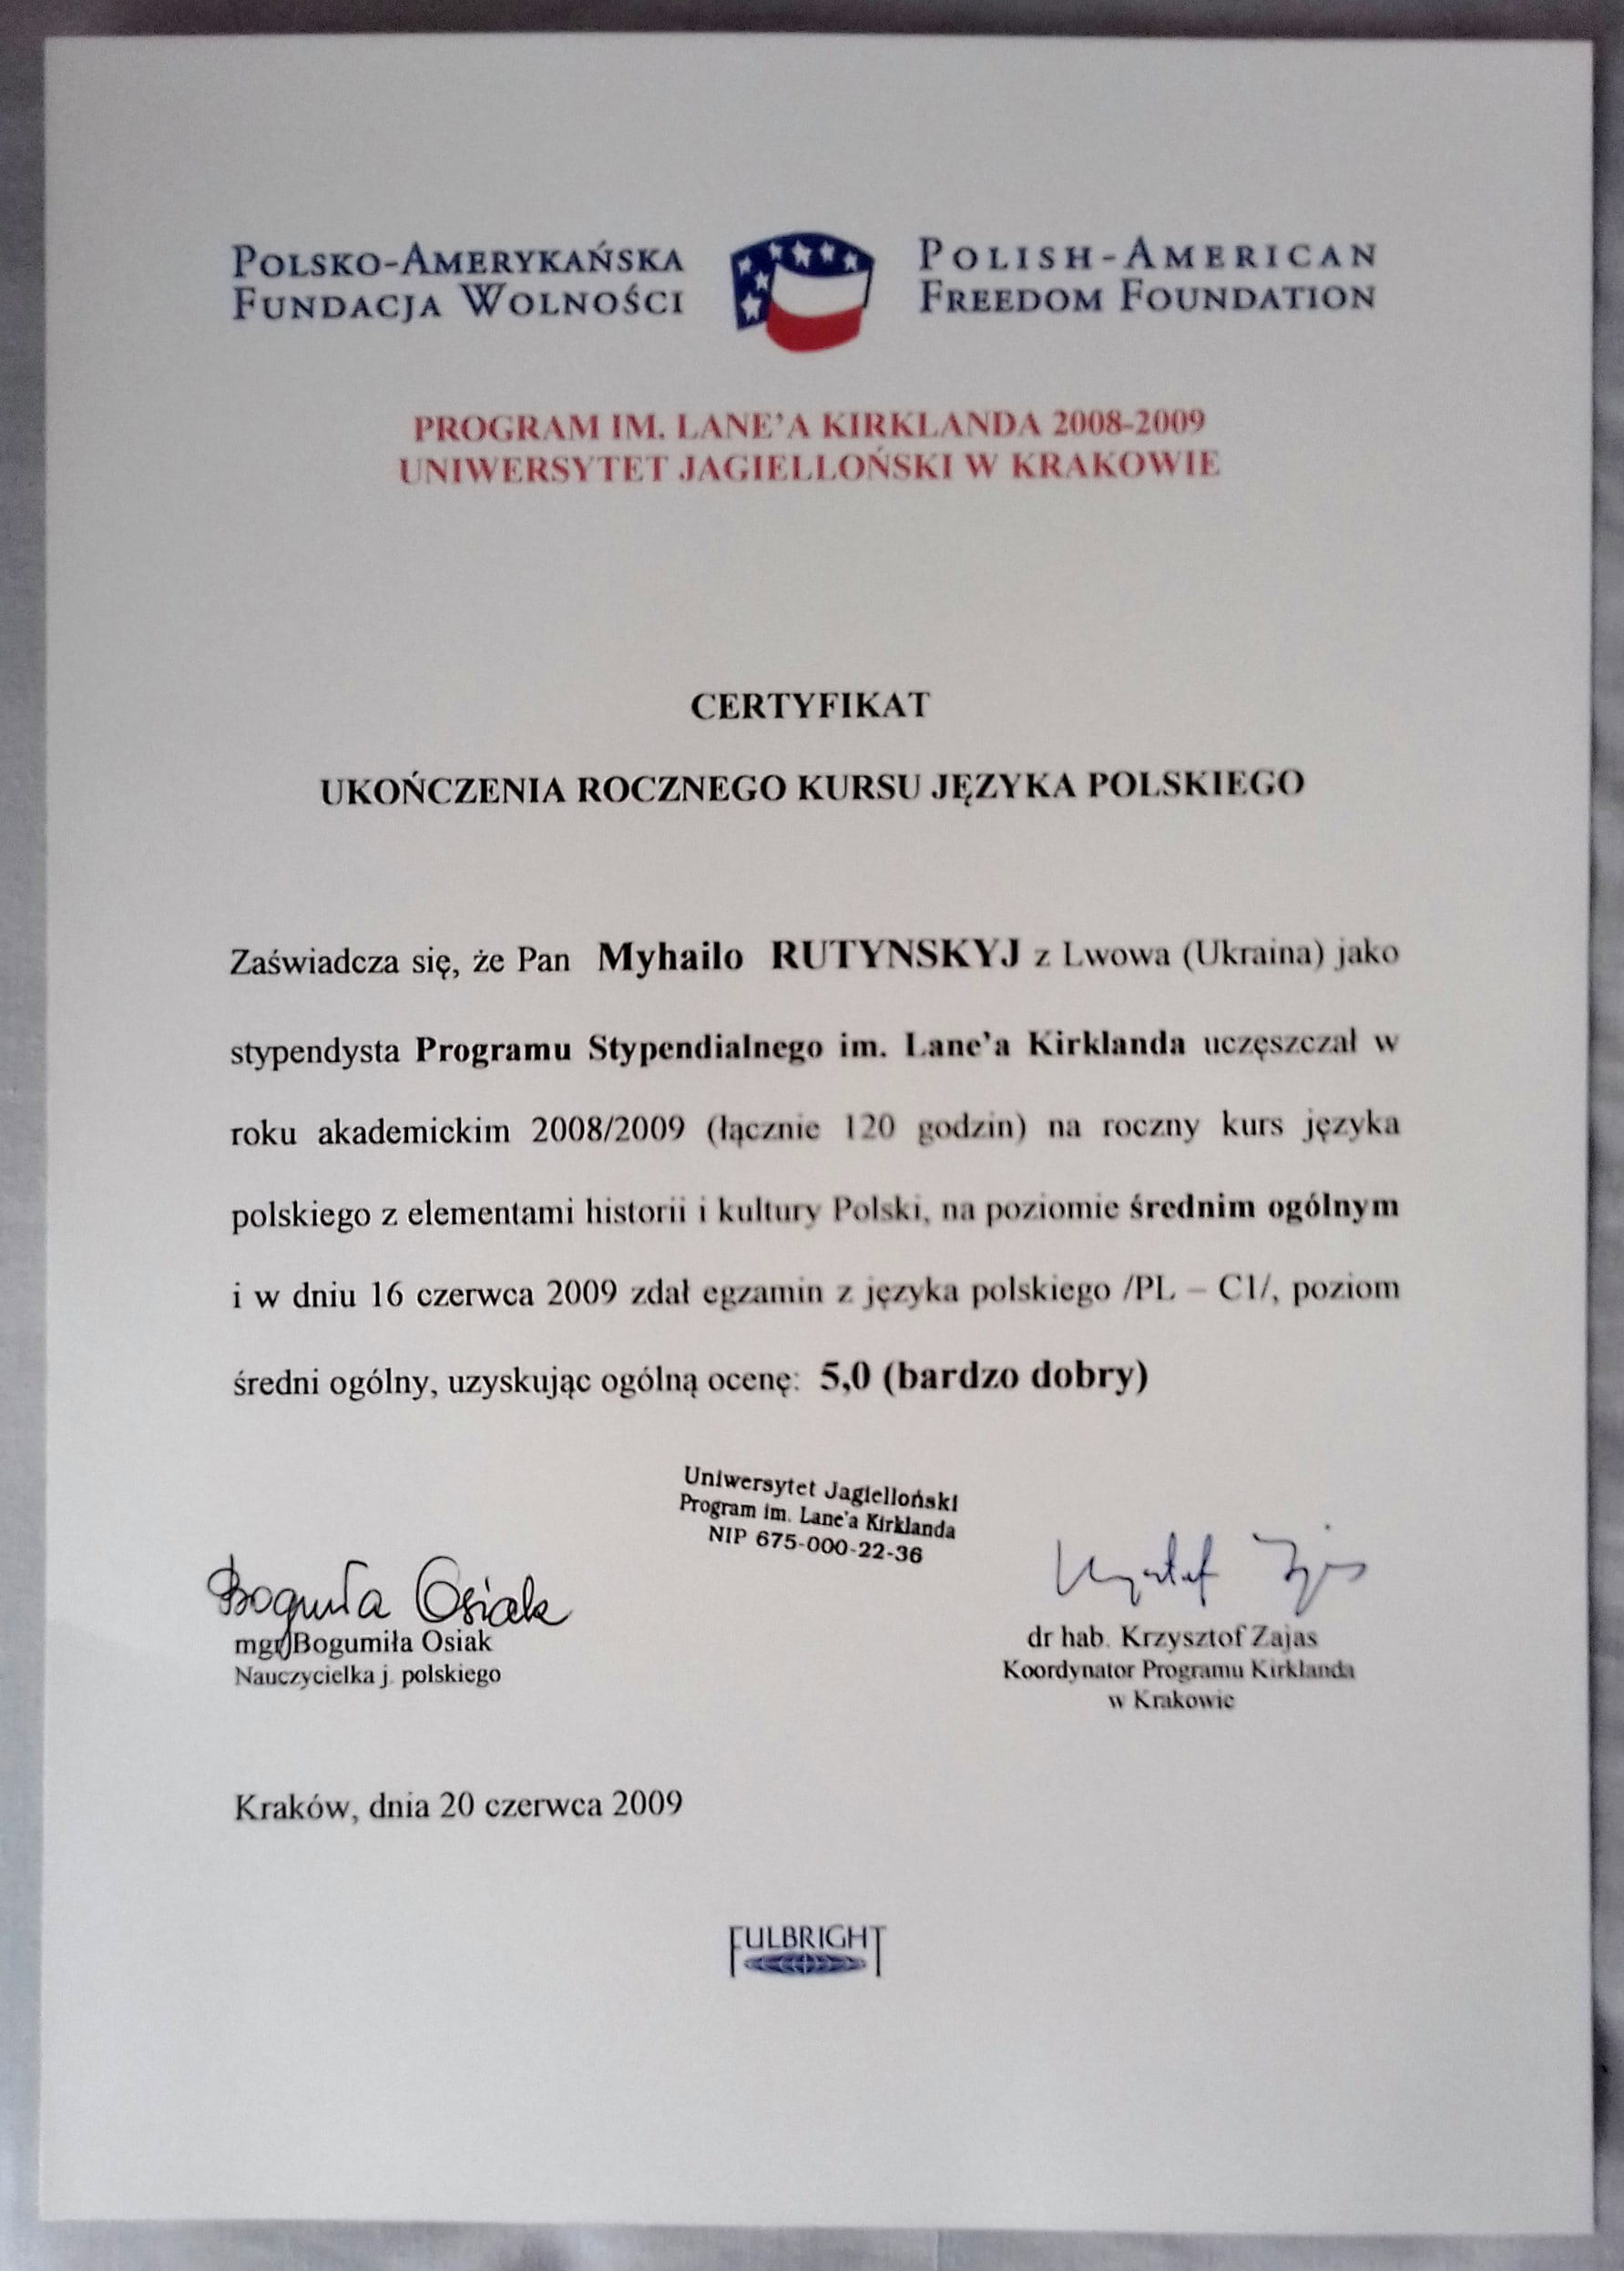 POLSKO-AMERYKAŃSKA
FUNDACJA WOLNOŚCI
POLISH-AMERICAN
FREEDOM FOUNDATION
PROGRAM IM. LANE'A KIRKLANDA 2008-2009
UNIWERSYTET JAGIELLOŃSKI W KRAKOWIE
CERTYFIKAT
UKOŃCZENIA ROCZNEGO KURSU JĘZYKA POLSKIEGO
Zaświadcza się, że Pan Myhailo RUTYNSKYJ z Lwowa (Ukraina) jako
stypendysta Programu Stypendialnego im. Lane'a Kirklanda uczęszczał w
roku akademickim 2008/2009 (łącznie 120 godzin) na roczny kurs języka
polskiego z elementami historii i kultury Polski, na poziomie średnim ogólnym
i w dniu 16 czerwca 2009 zdał egzamin z języka polskiego /PL – C1/, poziom
średni ogólny, uzyskując ogólną ocenę: 5,0 (bardzo dobry)
Uniwersytet Jagielloński
Program im. Lane'a Kirklanda
NIP 675-000-22-36
Bogumiła Osiak
mgr Bogumiła Osiak
Nauczycielka j. polskiego
Krzysztof Zajas
dr hab. Krzysztof Zajas
Koordynator Programu Kirklanda
w Krakowie
Kraków, dnia 20 czerwca 2009
FULBRIGHT